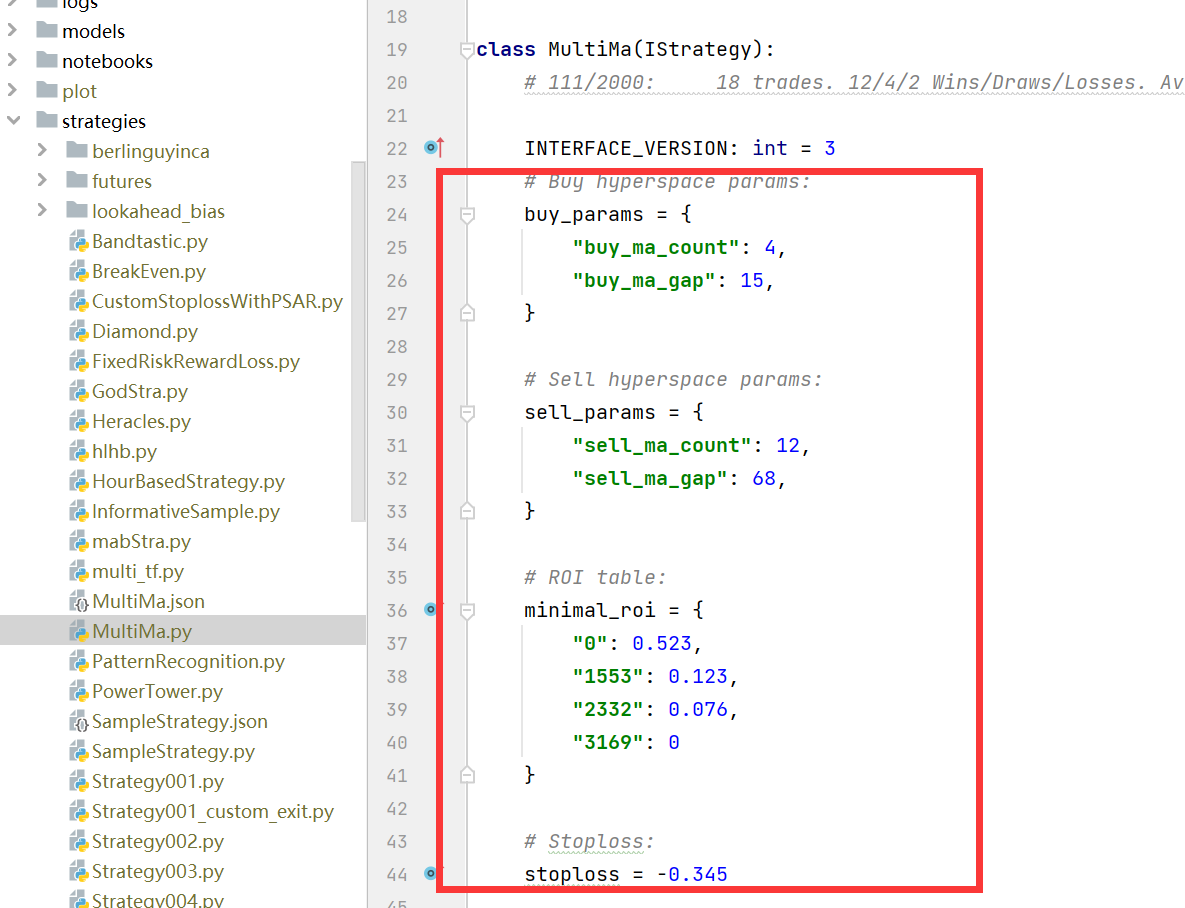 logs
models
notebooks
plot
strategies
berlinguyinca
futures
lookahead_bias
Bandtastic.py
BreakEven.py
CustomStoplossWithPSAR.py
Diamond.py
FixedRiskRewardLoss.py
GodStra.py
Heracles.py
hlhb.py
HourBasedStrategy.py
InformativeSample.py
mabStra.py
multi_tf.py
MultiMa.json
MultiMa.py
PatternRecognition.py
PowerTower.py
SampleStrategy.json
SampleStrategy.py
Strategy001.py
Strategy001_custom_exit.py
Strategy002.py
Strategy003.py
Strategy004.py
18
19 class MultiMa(IStrategy):
20 # 111/2000: 18 trades. 12/4/2 Wins/Draws/Losses. Av
21
22 INTERFACE_VERSION: int = 3
23 # Buy hyperspace params:
24 buy_params = {
25 "buy_ma_count": 4,
26 "buy_ma_gap": 15,
27 }
28
29 # Sell hyperspace params:
30 sell_params = {
31 "sell_ma_count": 12,
32 "sell_ma_gap": 68,
33 }
34
35 # ROI table:
36 minimal_roi = {
37 "0": 0.523,
38 "1553": 0.123,
39 "2332": 0.076,
40 "3169": 0
41 }
42
43 # Stoploss:
44 stoploss = -0.345
45